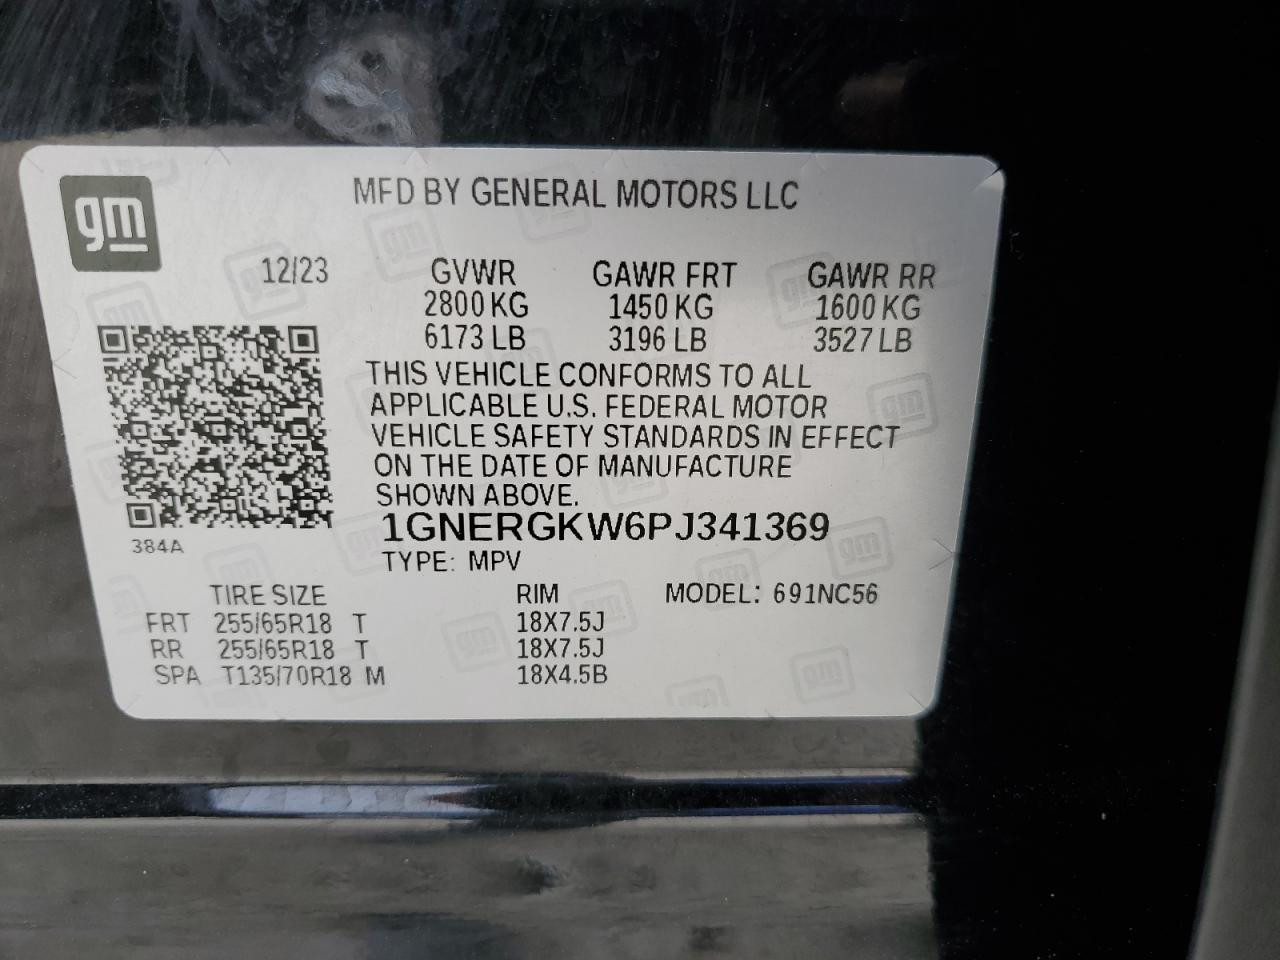 gm
MFD BY GENERAL MOTORS LLC
12/23 GVWR GAWR FRT GAWR RR
2800 KG 1450 KG 1600 KG
6173 LB 3196 LB 3527 LB
THIS VEHICLE CONFORMS TO ALL
APPLICABLE U.S. FEDERAL MOTOR
VEHICLE SAFETY STANDARDS IN EFFECT
ON THE DATE OF MANUFACTURE
SHOWN ABOVE.
1GNERGKW6PJ341369
384A
TYPE: MPV
TIRE SIZE RIM MODEL: 691NC56
FRT 255/65R18 T 18X7.5J
RR 255/65R18 T 18X7.5J
SPA T135/70R18 M 18X4.5B